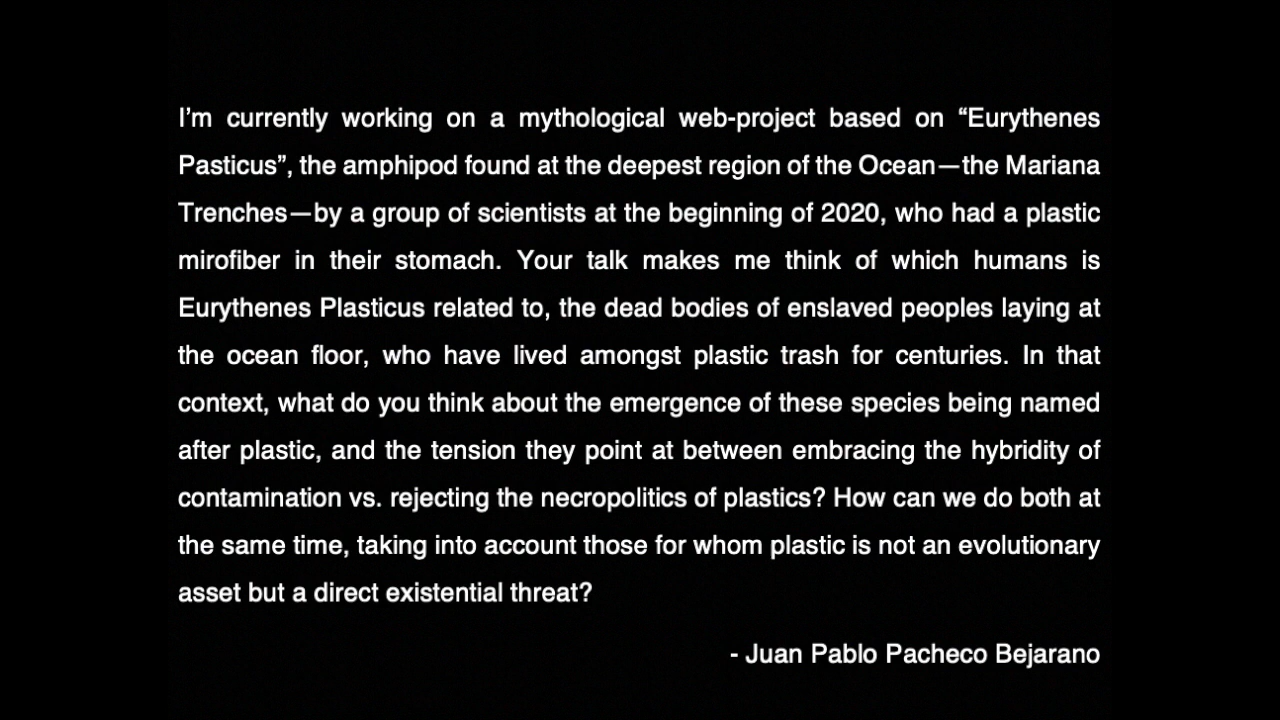 I’m currently working on a mythological web-project based on “Eurythenes
Pasticus”, the amphipod found at the deepest region of the Ocean—the Mariana
Trenches—by a group of scientists at the beginning of 2020, who had a plastic
mirofiber in their stomach. Your talk makes me think of which humans is
Eurythenes Plasticus related to, the dead bodies of enslaved peoples laying at
the ocean floor, who have lived amongst plastic trash for centuries. In that
context, what do you think about the emergence of these species being named
after plastic, and the tension they point at between embracing the hybridity of
contamination vs. rejecting the necropolitics of plastics? How can we do both at
the same time, taking into account those for whom plastic is not an evolutionary
asset but a direct existential threat?
- Juan Pablo Pacheco Bejarano